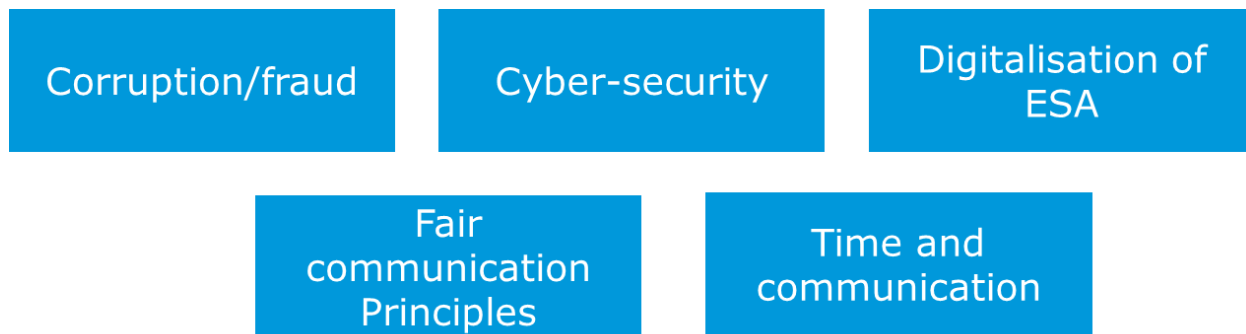 Corruption/fraud
Cyber-security
Digitalisation of
ESA
Fair
communication
Principles
Time and
communication